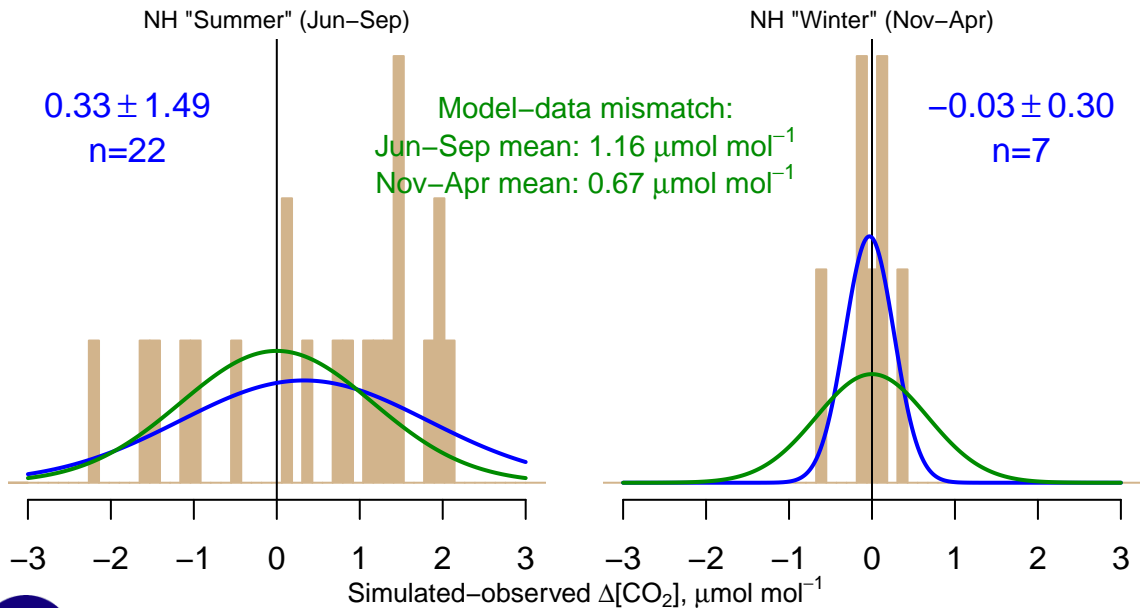 NH "Summer" (Jun−Sep)
NH "Winter" (Nov−Apr)
0.33 ± 1.49
n=22
Model−data mismatch:
Jun−Sep mean: 1.16 μmol mol⁻¹
Nov−Apr mean: 0.67 μmol mol⁻¹
−0.03 ± 0.30
n=7
−3 −2 −1 0 1 2 3
−3 −2 −1 0 1 2 3
Simulated−observed Δ[CO₂], μmol mol⁻¹